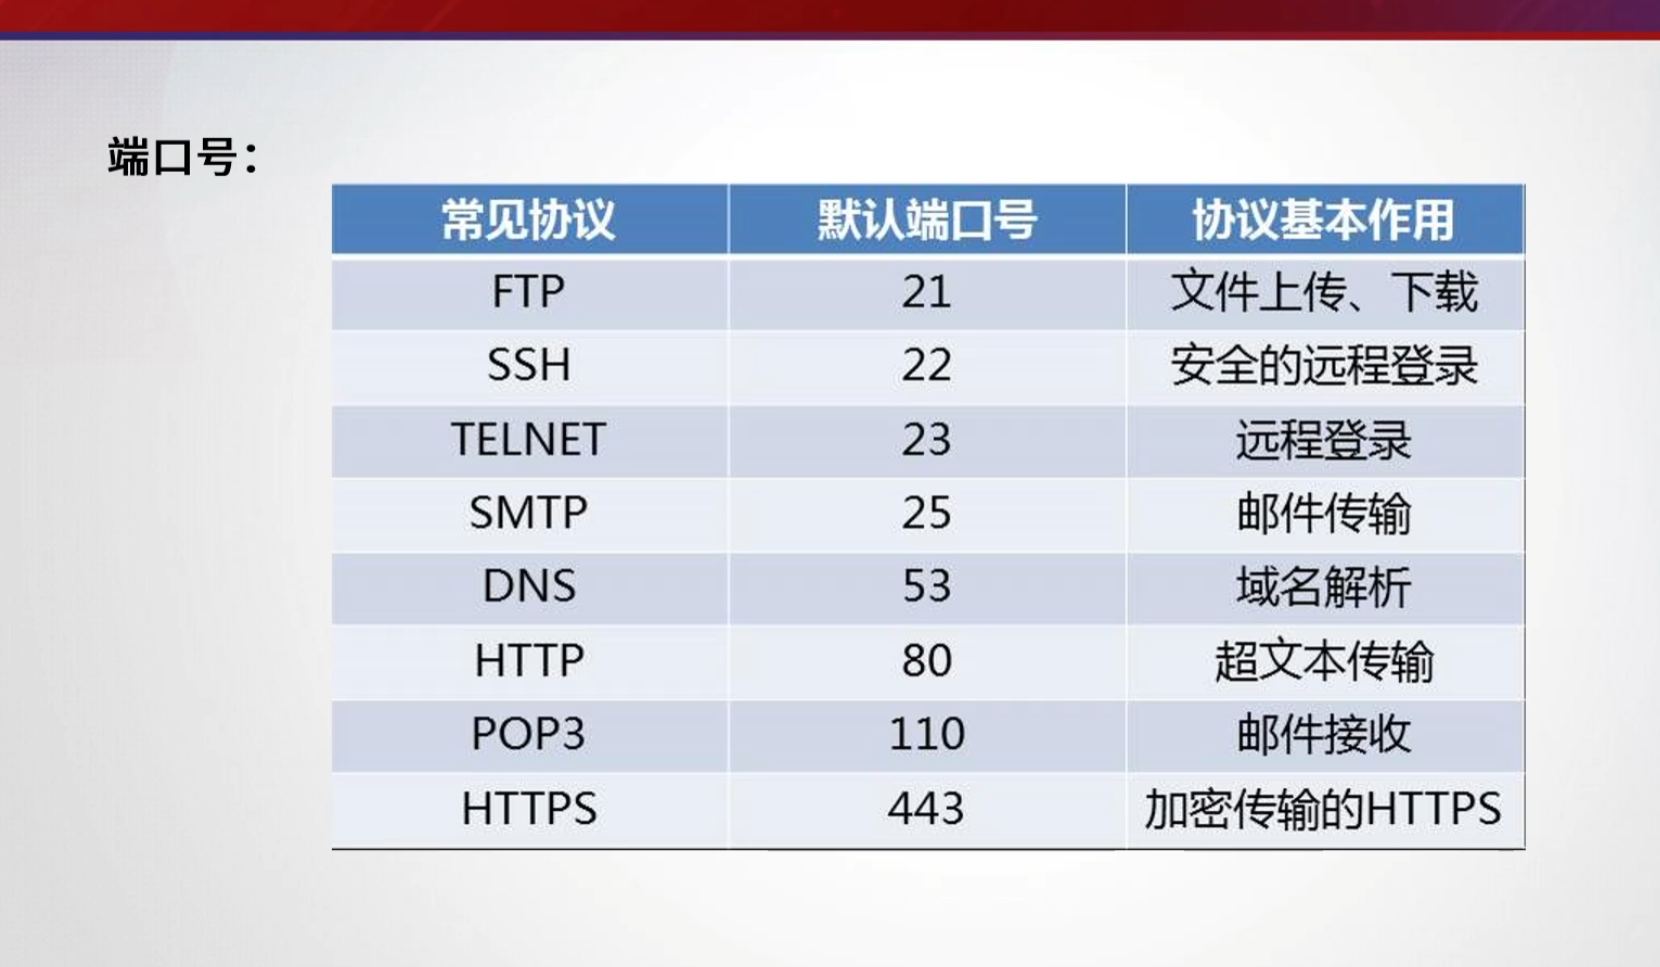 端口号：
常见协议 默认端口号 协议基本作用
FTP 21 文件上传、下载
SSH 22 安全的远程登录
TELNET 23 远程登录
SMTP 25 邮件传输
DNS 53 域名解析
HTTP 80 超文本传输
POP3 110 邮件接收
HTTPS 443 加密传输的HTTPS